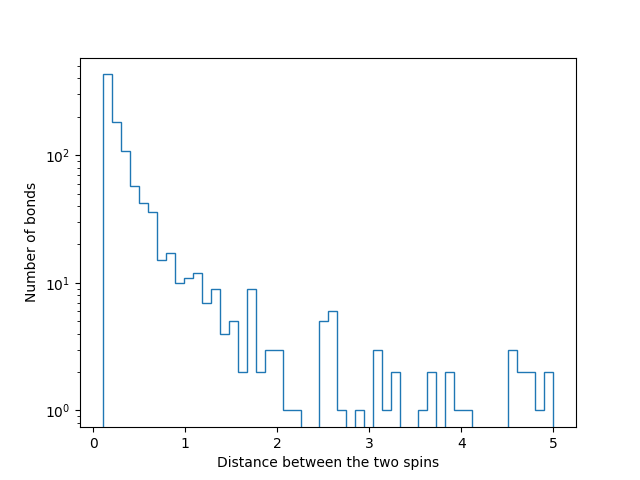 10²
10¹
10⁰
Number of bonds
0 1 2 3 4 5
Distance between the two spins